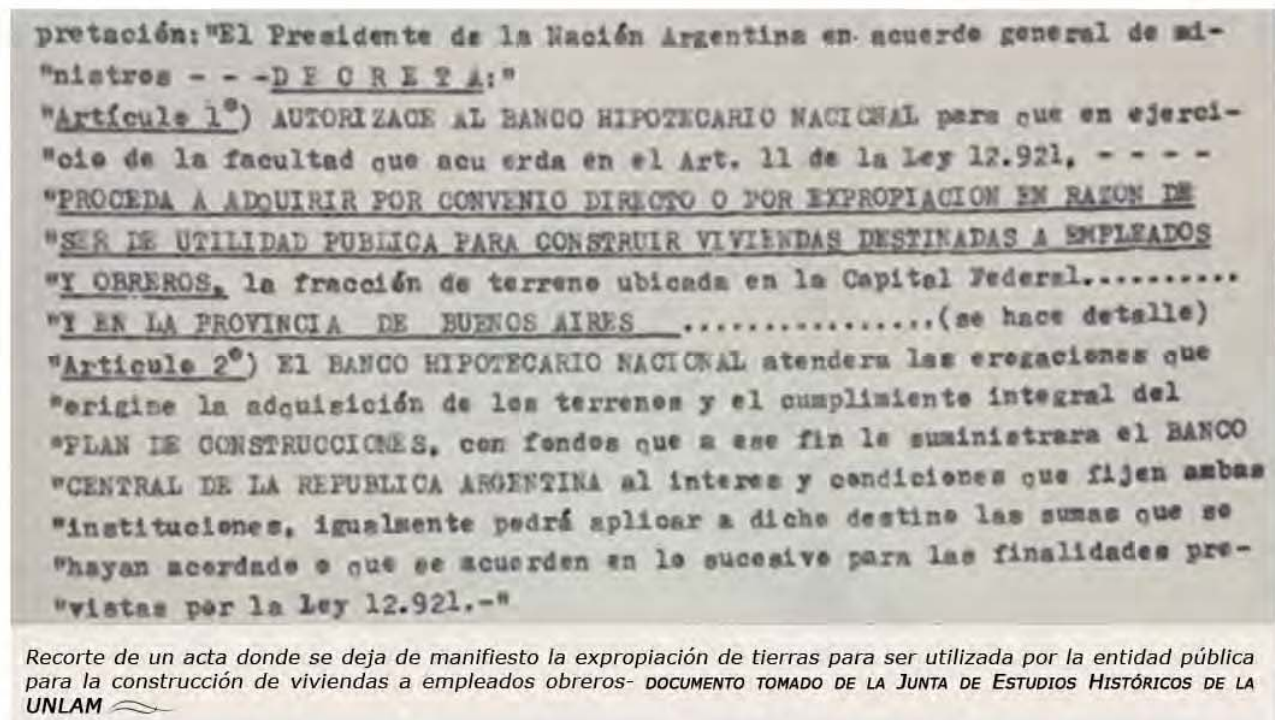 pretación:"El Presidente de la Nación Argentina en acuerdo general de mi-
"nistros - - -D E C R E T A:"
"Artículo 1º) AUTORIZACE AL BANCO HIPOTECARIO NACIONAL para que en ejerci-
"cio de la facultad que acu erda en el Art. 11 de la Ley 12.921, - - - -
"PROCEDA A ADQUIRIR POR CONVENIO DIRECTO O POR EXPROPIACION EN RAZON DE
"SER DE UTILIDAD PUBLICA PARA CONSTRUIR VIVIENDAS DESTINADAS A EMPLEADOS
"Y OBREROS, la fracción de terreno ubicada en la Capital Federal..........
"Y EN LA PROVINCIA DE BUENOS AIRES ................(se hace detalle)
"Articulo 2º) El BANCO HIPOTECARIO NACIONAL atendera las erogaciones que
"origine la adquisición de los terrenos y el cumplimiento integral del
"PLAN DE CONSTRUCCIONES, con fondos que a ese fin le suministrara el BANCO
"CENTRAL DE LA REPUBLICA ARGENTINA al interes y condiciones que fijen ambas
"instituciones, igualmente podrá aplicar a dicho destino las sumas que se
"hayan acordado o que se acuerden en lo sucesivo para las finalidades pre-
"vistas por la Ley 12.921.-"
Recorte de un acta donde se deja de manifiesto la expropiación de tierras para ser utilizada por la entidad pública
para la construcción de viviendas a empleados obreros- DOCUMENTO TOMADO DE LA JUNTA DE ESTUDIOS HISTÓRICOS DE LA
UNLAM